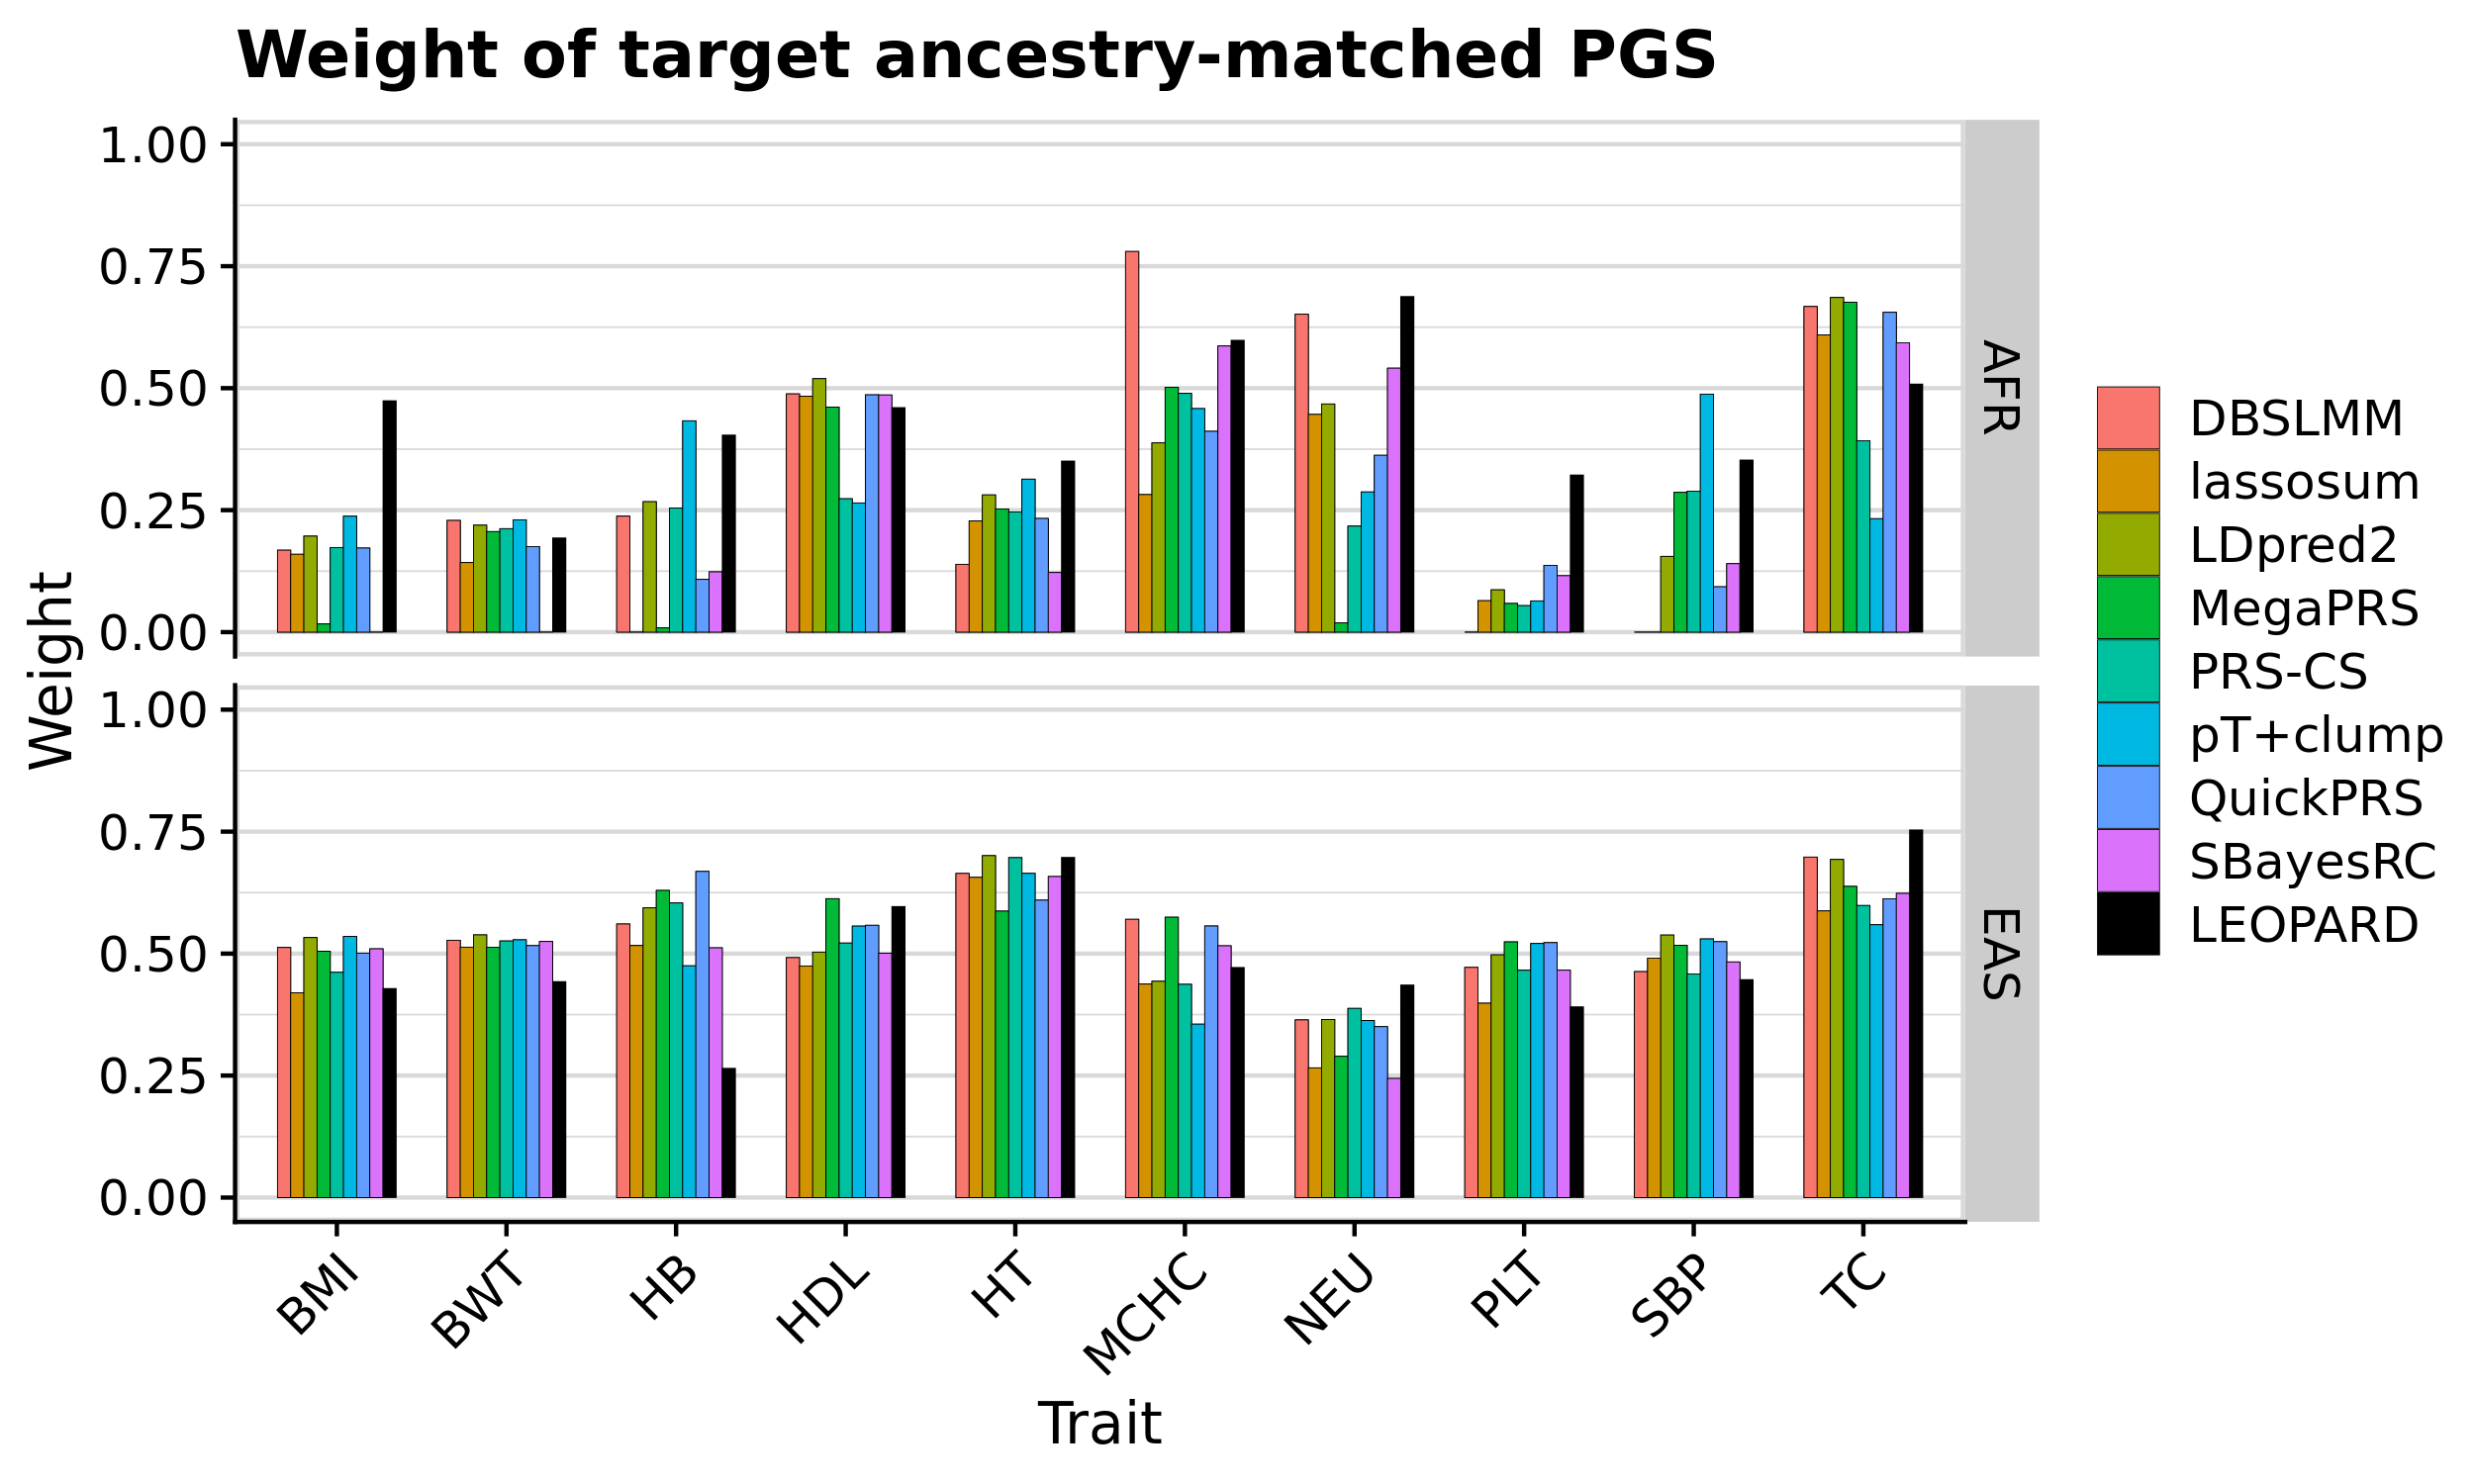 Weight of target ancestry-matched PGS
Weight
1.00
0.75
0.50
0.25
0.00
AFR
1.00
0.75
0.50
0.25
0.00
EAS
BMI
BWT
HB
HDL
HT
MCHC
NEU
PLT
SBP
TC
Trait
DBSLMM
lassosum
LDpred2
MegaPRS
PRS-CS
pT+clump
QuickPRS
SBayesRC
LEOPARD